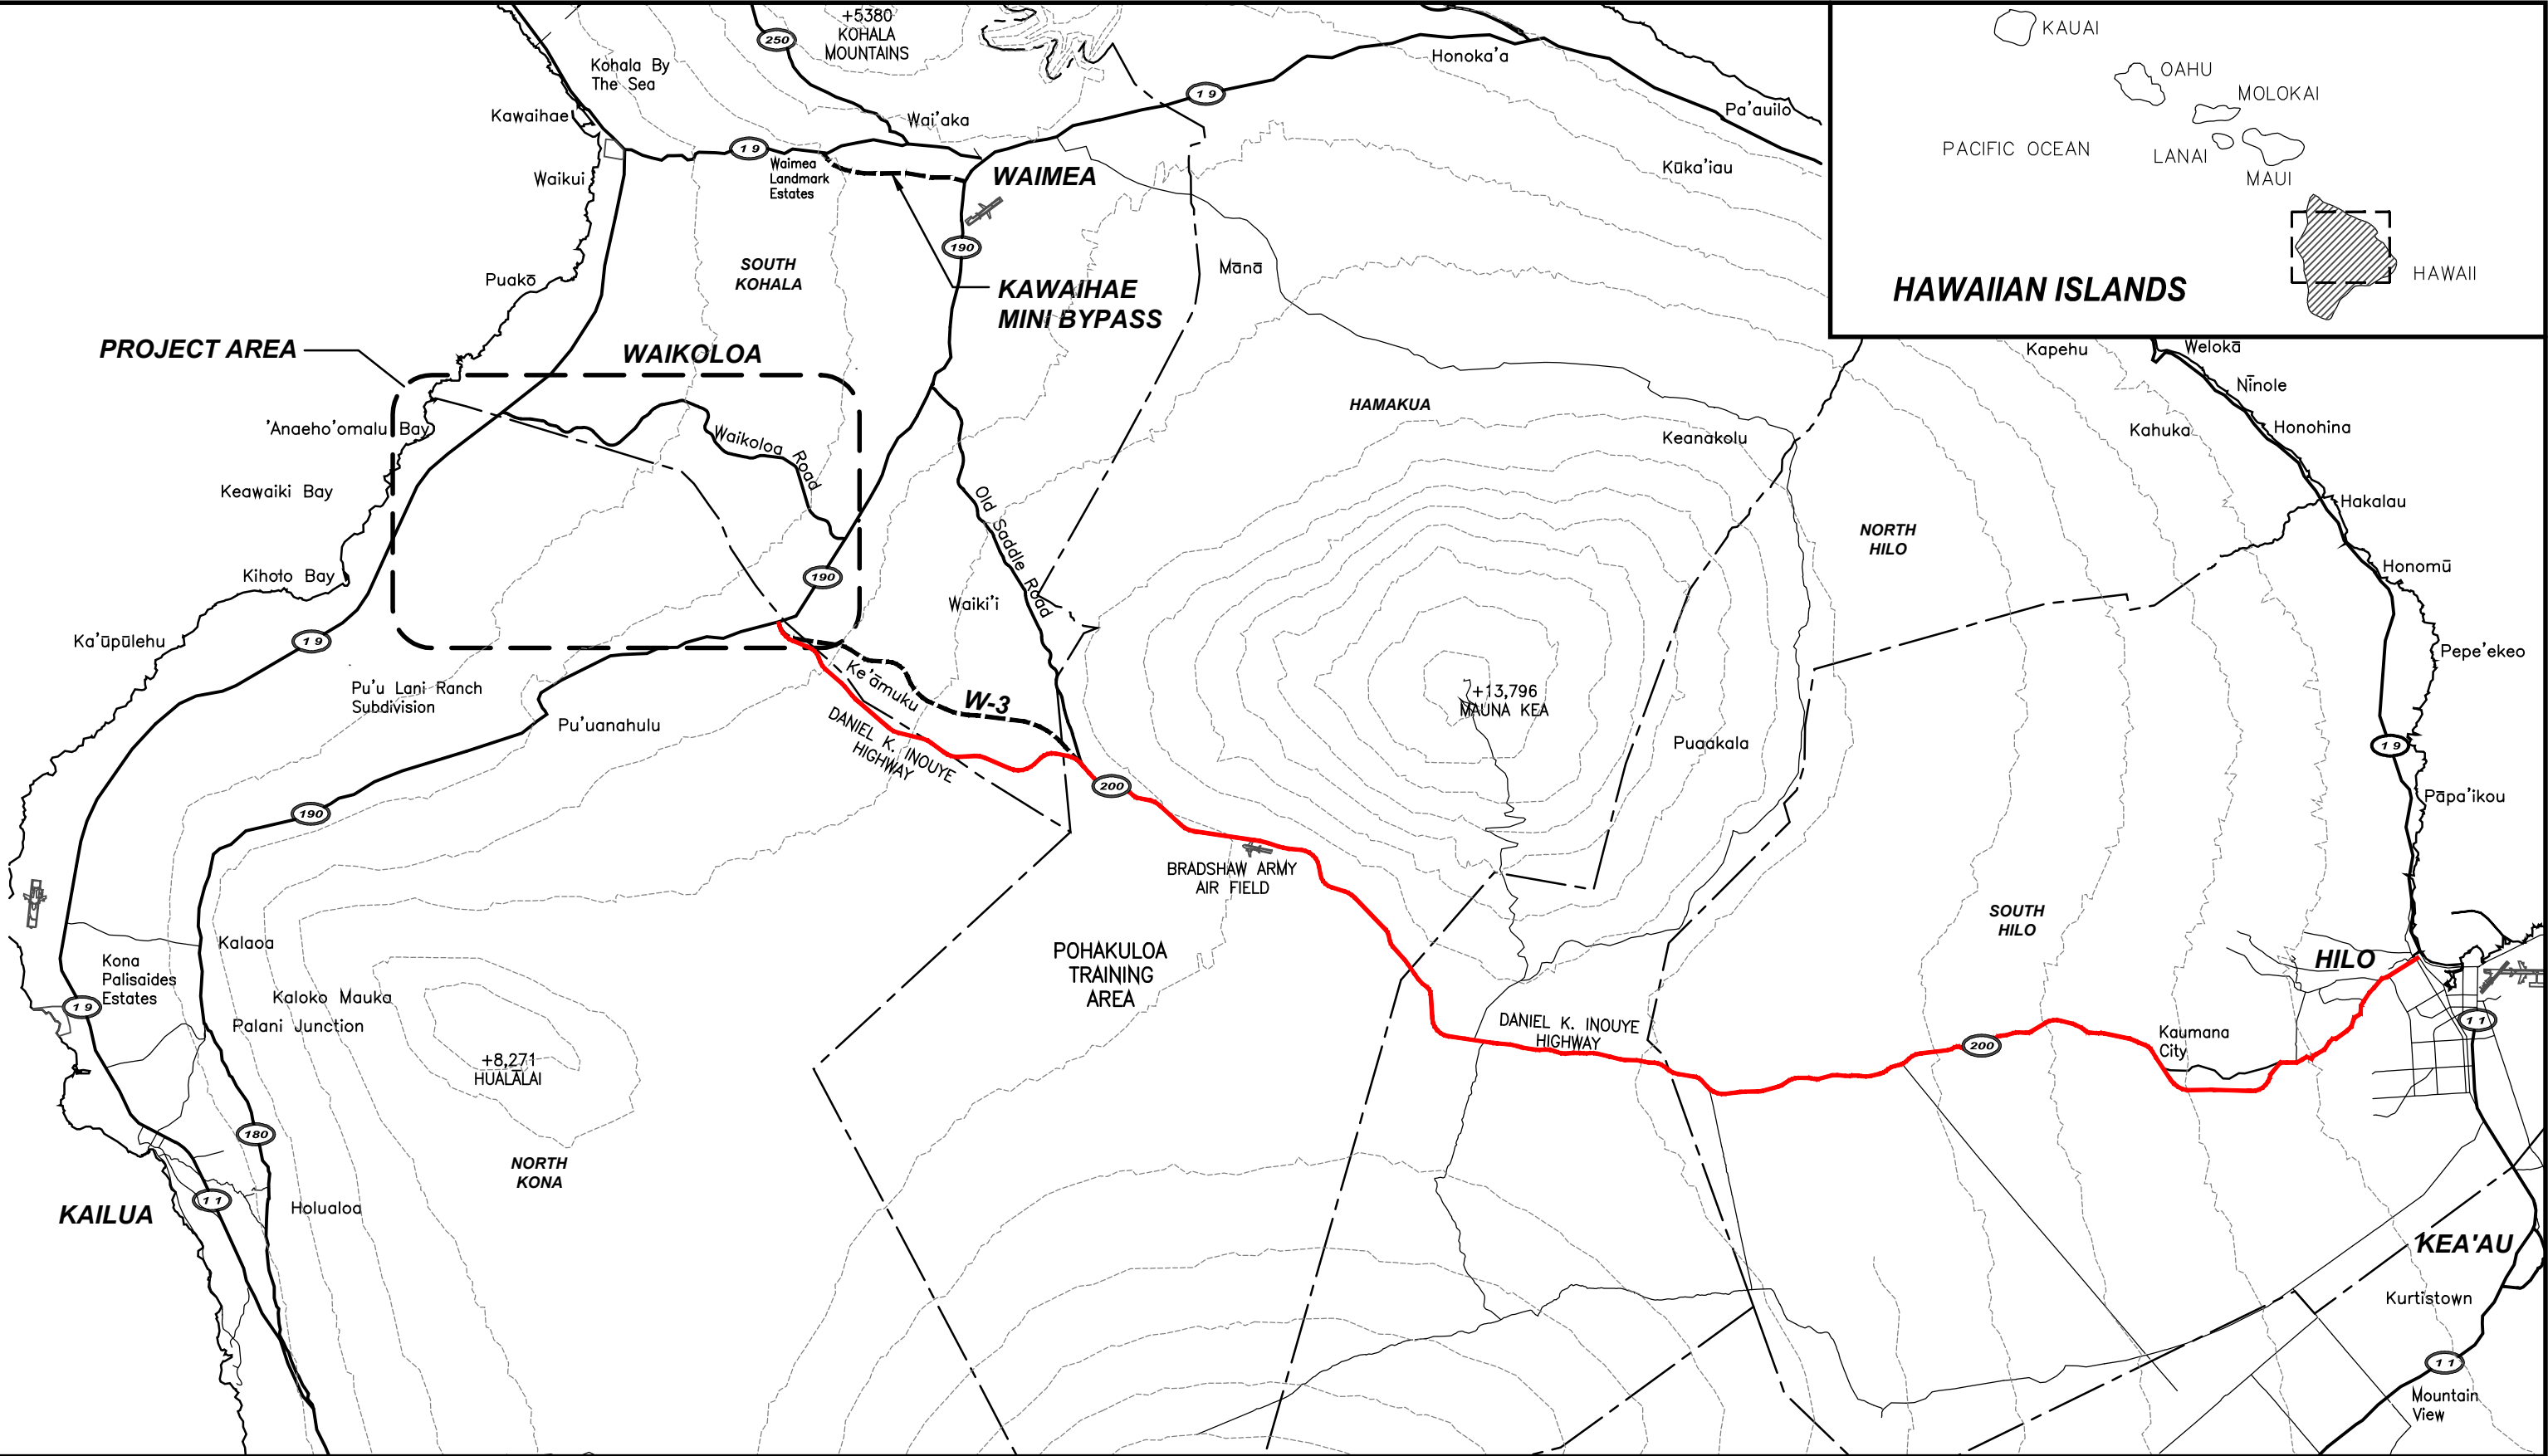 +5380
KOHALA
MOUNTAINS
250
Kohala By
The Sea
Kawaihae
Wai'aka
19
Honoka'a
Pa'auilo
19
Waimea
Landmark
Estates
Waikui
WAIMEA
Kūka'iau
190
SOUTH
KOHALA
Puakō
Mānā
KAWAIHAE
MINI BYPASS
KAUAI
OAHU
MOLOKAI
PACIFIC OCEAN
LANAI
MAUI
HAWAII
HAWAIIAN ISLANDS
PROJECT AREA
WAIKOLOA
Kapehu
Welokā
Nīnole
HAMAKUA
'Anaeho'omalu Bay
Waikoloa Road
Keanakolu
Kahuka
Honohina
Keawaiki Bay
Old Saddle Road
Hakalau
NORTH
HILO
Kihoto Bay
190
Waiki'i
Honomū
Ka'ūpūlehu
19
Pepe'ekeo
Pu'u Lani Ranch
Subdivision
Ke'āmuku
W-3
+13,796
MAUNA KEA
Pu'uanahulu
DANIEL K. INOUYE
HIGHWAY
Puaakala
19
200
Pāpa'ikou
190
BRADSHAW ARMY
AIR FIELD
SOUTH
HILO
Kalaoa
POHAKULOA
TRAINING
AREA
Kona
Palisaides
Estates
HILO
Kaloko Mauka
19
Palani Junction
DANIEL K. INOUYE
HIGHWAY
11
Kaumana
City
200
+8,271
HUALALAI
180
NORTH
KONA
11
Holualoa
KAILUA
KEA'AU
Kurtistown
11
Mountain
View